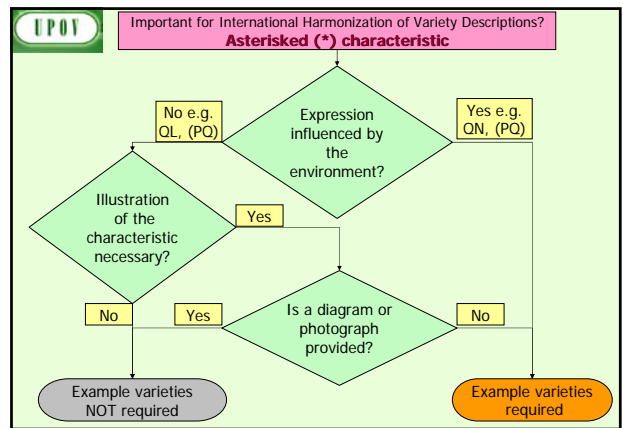 UPOV
Important for International Harmonization of Variety Descriptions?
Asterisked (*) characteristic
No e.g.
QL, (PQ)
Expression
influenced by
the
environment?
Yes e.g.
QN, (PQ)
Illustration
of the
characteristic
necessary?
Yes
No
Yes
Is a diagram or
photograph
provided?
No
Example varieties
NOT required
Example varieties
required